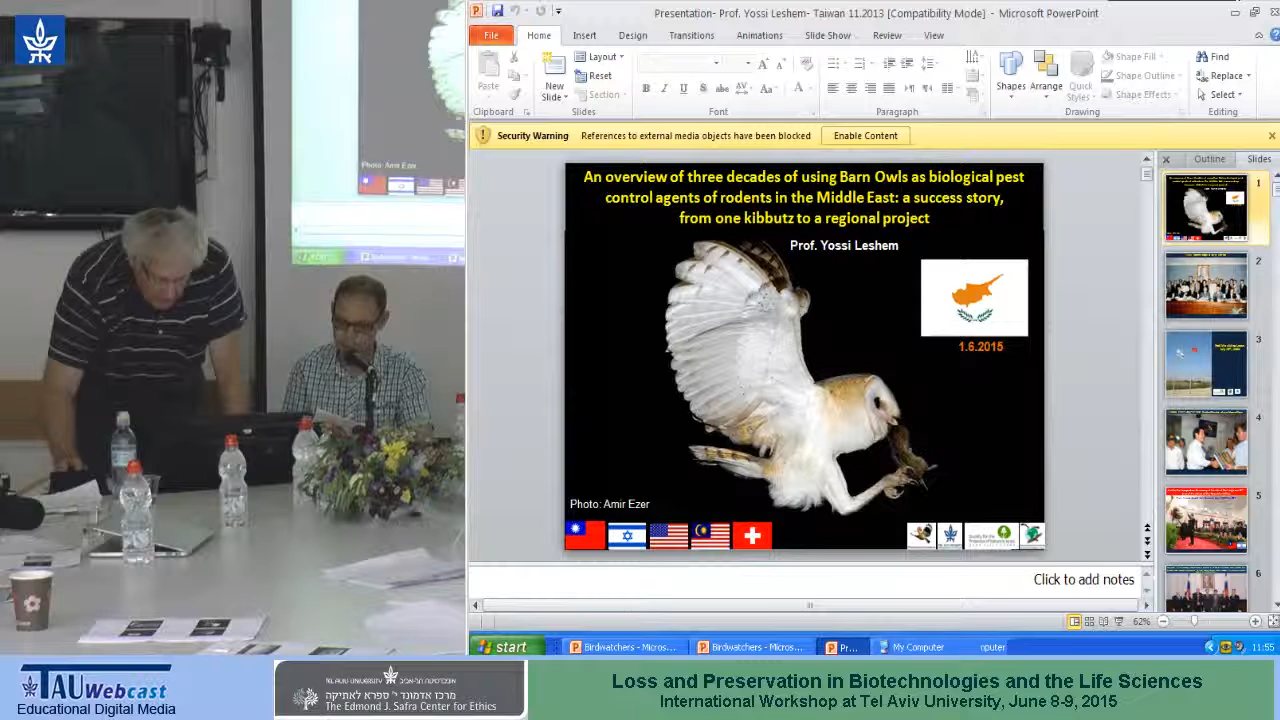 Presentation- Prof. Yossi Leshem- Taiwan 11.2013 [Compatibility Mode] - Microsoft PowerPoint
File Home Insert Design Transitions Animations Slide Show Review View
Paste
Clipboard
New
Slide
Layout
Reset
Section
Slides
Font
Paragraph
Shapes
Arrange
Quick
Styles
Shape Fill
Shape Outline
Shape Effects
Drawing
Find
Replace
Select
Editing
Security Warning References to external media objects have been blocked Enable Content
Outline Slides
An overview of three decades of using Barn Owls as biological pest
control agents of rodents in the Middle East: a success story,
from one kibbutz to a regional project
Prof. Yossi Leshem
1.6.2015
Photo: Amir Ezer
Photo: Amir Ezer
1
2
3
4
5
6
Click to add notes
62%
start
Birdwatchers - Micros...
Birdwatchers - Micros...
Pr...
My Computer
nputer
11:55
TAU Webcast
Educational Digital Media
TEL AVIV UNIVERSITY אוניברסיטת תל-אביב
מרכז אדמונד י' ספרא לאתיקה
The Edmond J. Safra Center for Ethics
Loss and Preservation in Biotechnologies and the Life Sciences
International Workshop at Tel Aviv University, June 8-9, 2015